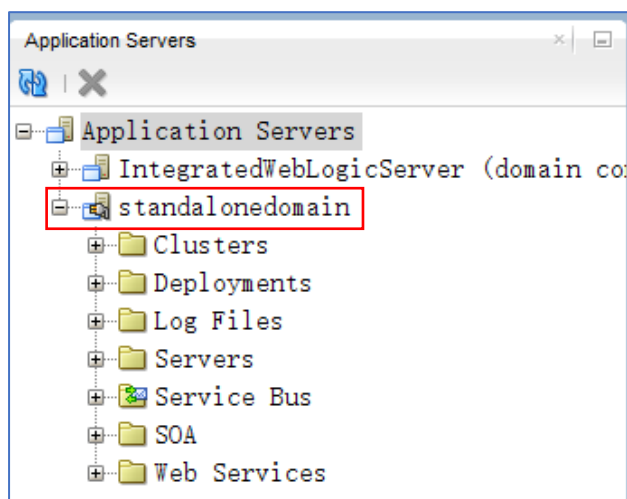 Application Servers
Application Servers
IntegratedWebLogicServer (domain co
standalonedomain
Clusters
Deployments
Log Files
Servers
Service Bus
SOA
Web Services